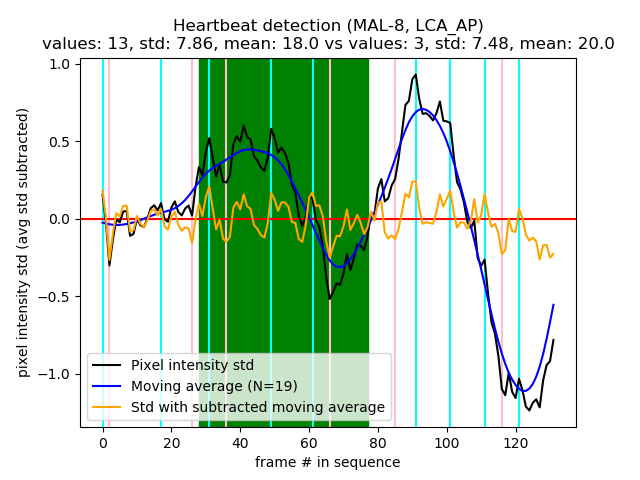 Heartbeat detection (MAL-8, LCA_AP)
values: 13, std: 7.86, mean: 18.0 vs values: 3, std: 7.48, mean: 20.0
pixel intensity std (avg std subtracted)
1.0
0.5
0.0
−0.5
−1.0
Pixel intensity std
Moving average (N=19)
Std with subtracted moving average
0 20 40 60 80 100 120
frame # in sequence